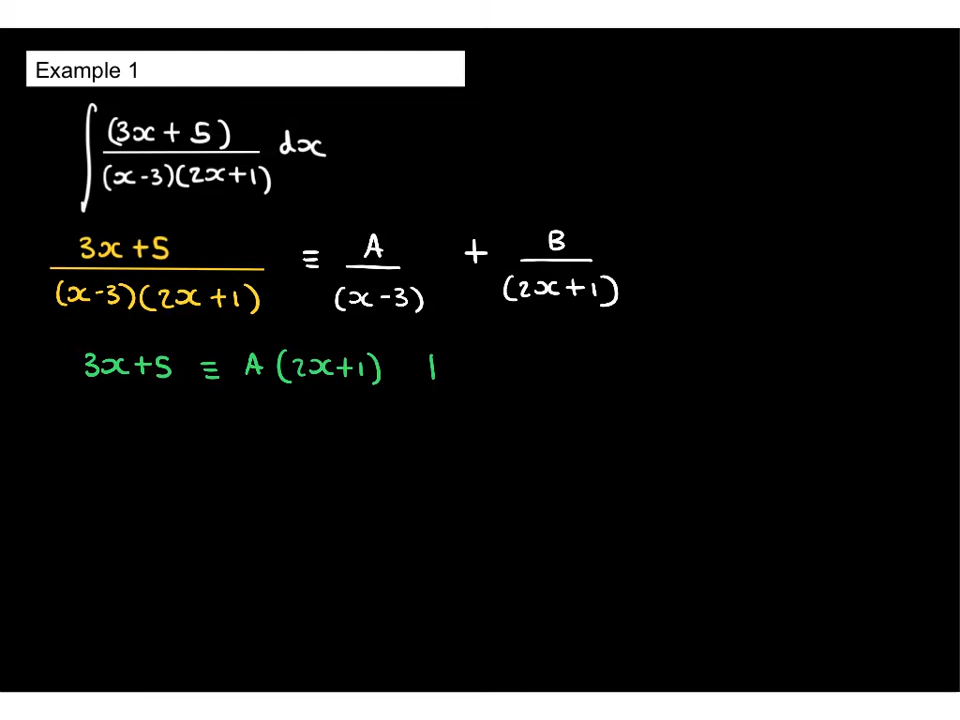 Example 1
∫ (3x + 5) / (x - 3)(2x + 1) dx
3x + 5 / (x - 3)(2x + 1) ≡ A / (x - 3) + B / (2x + 1)
3x + 5 ≡ A (2x + 1) |